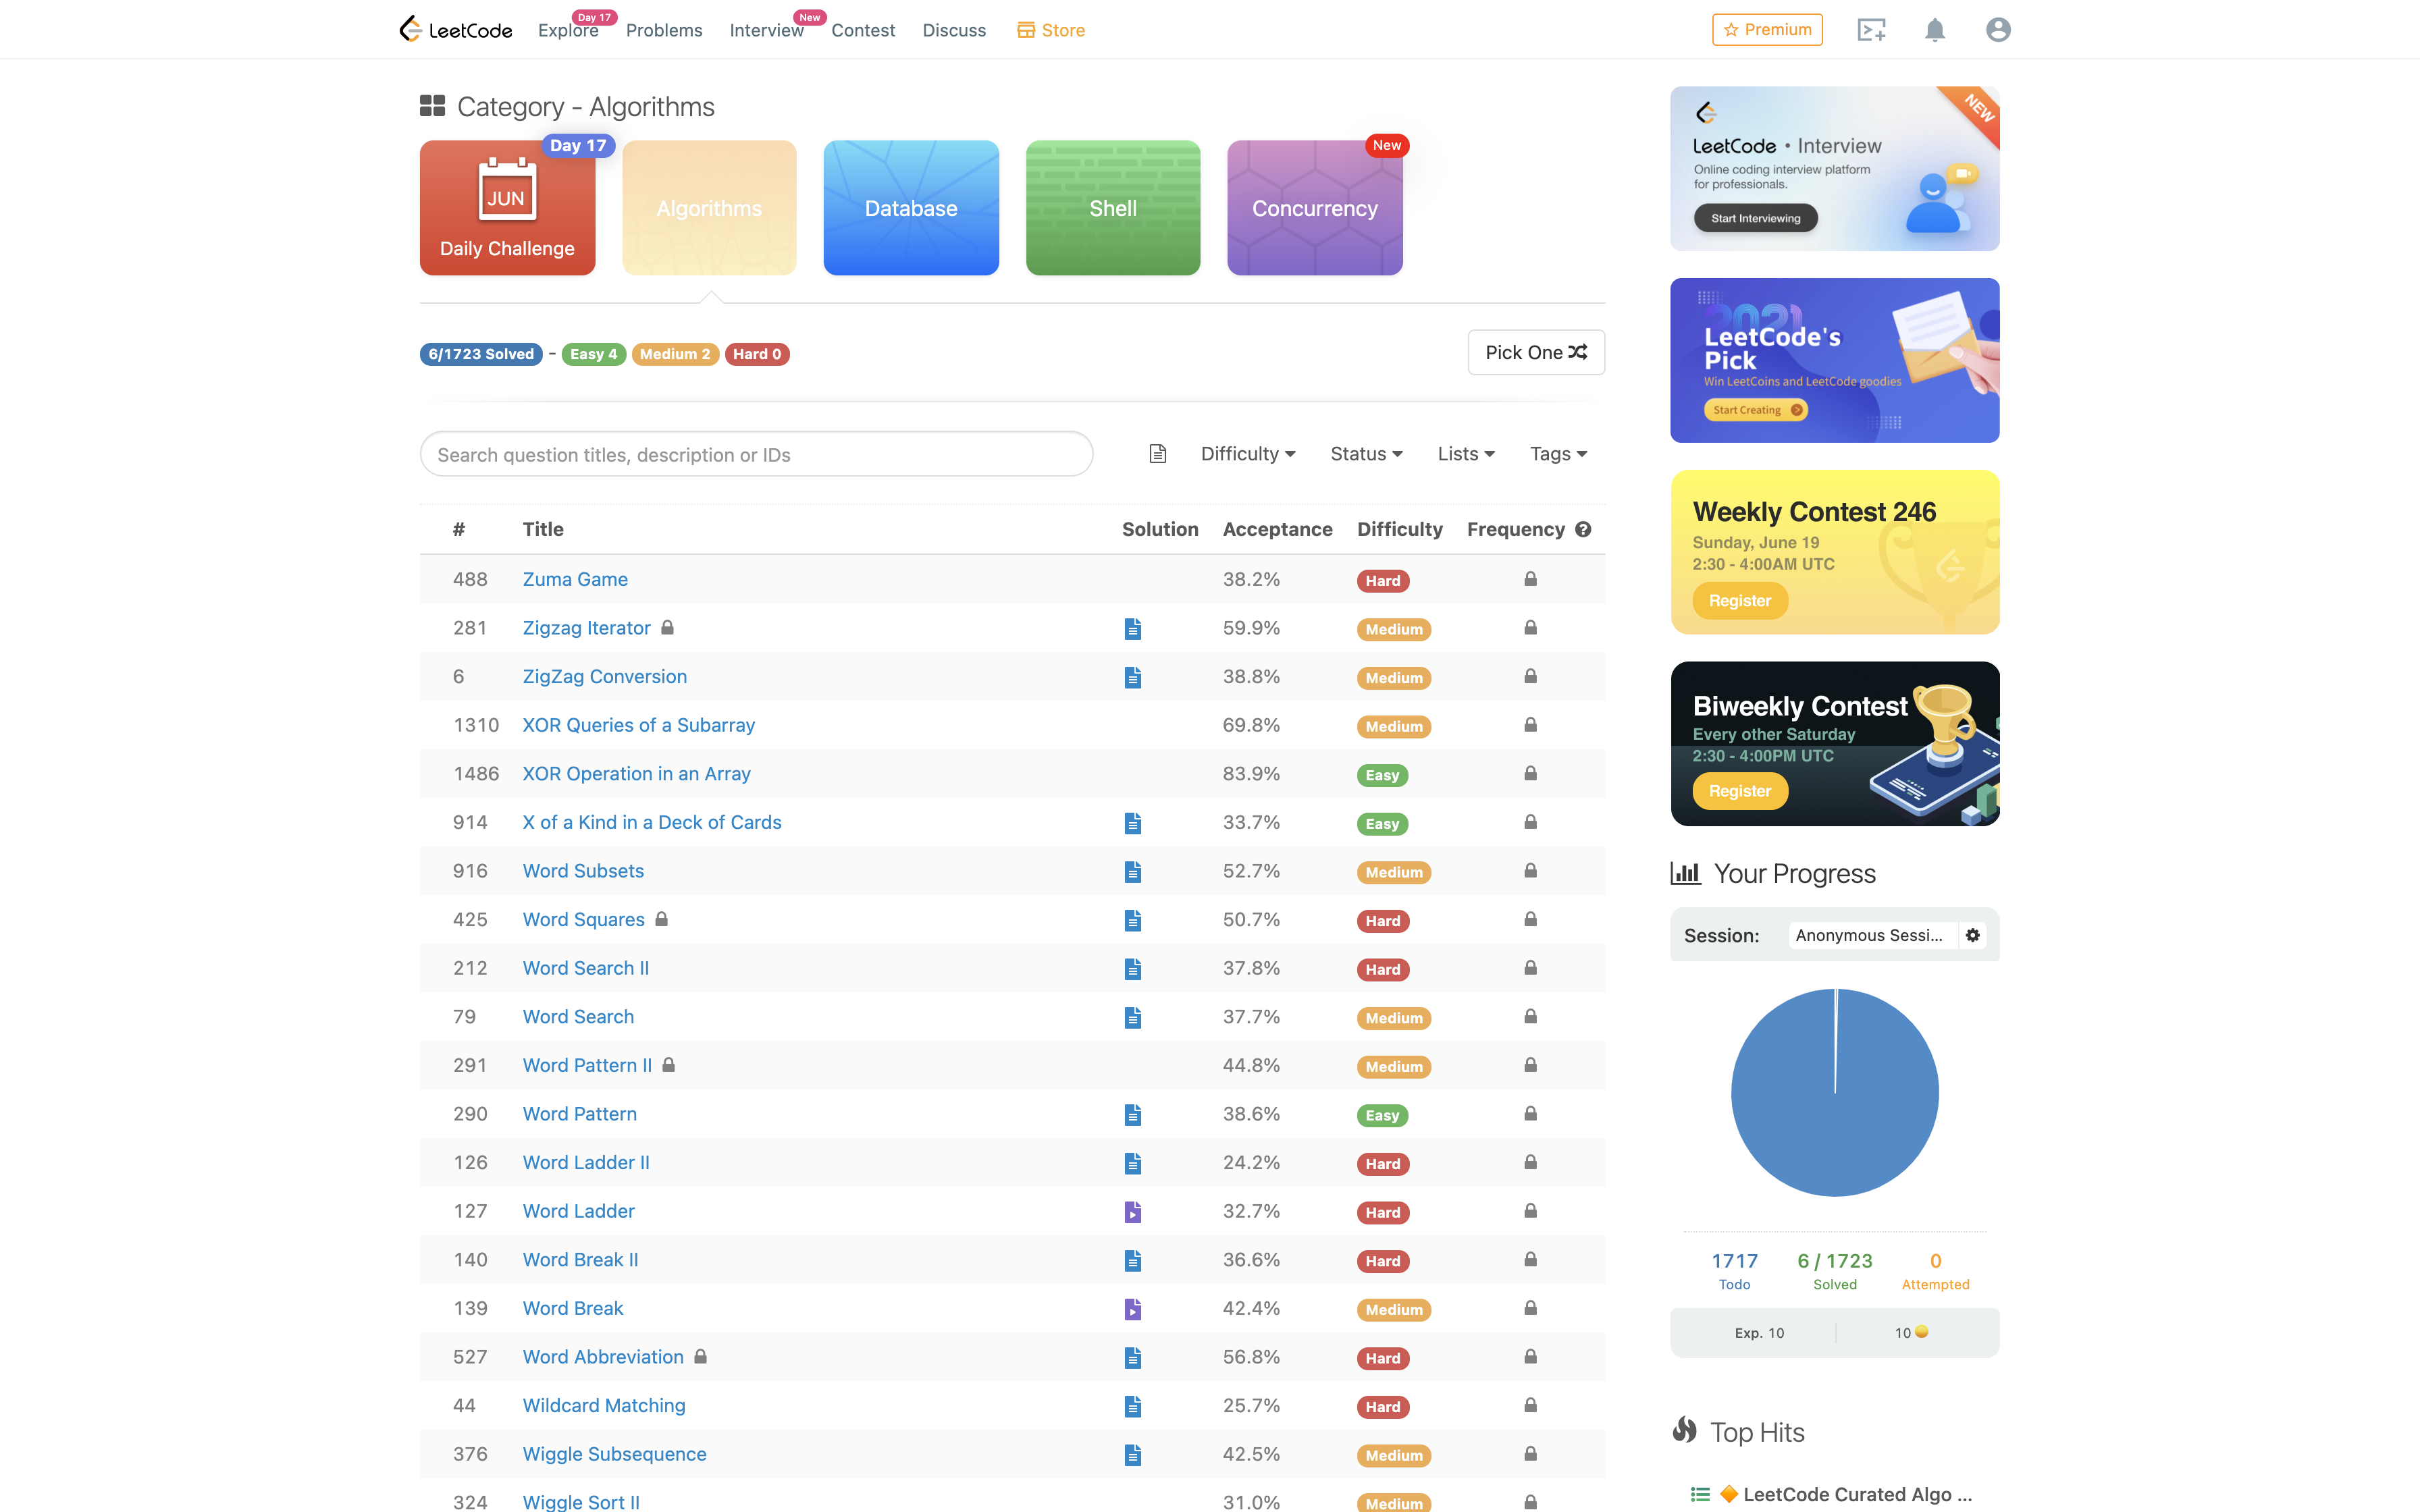 LeetCode Explore Day 17 Problems Interview New Contest Discuss Store Premium
Category - Algorithms
Day 17
JUN
Daily Challenge
Algorithms
Database
Shell
New
Concurrency
6/1723 Solved - Easy 4 Medium 2 Hard 0
Pick One
Search question titles, description or IDs
Difficulty Status Lists Tags
# Title Solution Acceptance Difficulty Frequency
488 Zuma Game 38.2% Hard
281 Zigzag Iterator 59.9% Medium
6 ZigZag Conversion 38.8% Medium
1310 XOR Queries of a Subarray 69.8% Medium
1486 XOR Operation in an Array 83.9% Easy
914 X of a Kind in a Deck of Cards 33.7% Easy
916 Word Subsets 52.7% Medium
425 Word Squares 50.7% Hard
212 Word Search II 37.8% Hard
79 Word Search 37.7% Medium
291 Word Pattern II 44.8% Medium
290 Word Pattern 38.6% Easy
126 Word Ladder II 24.2% Hard
127 Word Ladder 32.7% Hard
140 Word Break II 36.6% Hard
139 Word Break 42.4% Medium
527 Word Abbreviation 56.8% Hard
44 Wildcard Matching 25.7% Hard
376 Wiggle Subsequence 42.5% Medium
324 Wiggle Sort II 31.0% Medium
NEW
LeetCode • Interview
Online coding interview platform
for professionals.
Start Interviewing
2021
LeetCode's
Pick
Win LeetCoins and LeetCode goodies
Start Creating
Weekly Contest 246
Sunday, June 19
2:30 - 4:00AM UTC
Register
Biweekly Contest
Every other Saturday
2:30 - 4:00PM UTC
Register
Your Progress
Session: Anonymous Sessi...
1717 6 / 1723 0
Todo Solved Attempted
Exp. 10 10
Top Hits
LeetCode Curated Algo ...